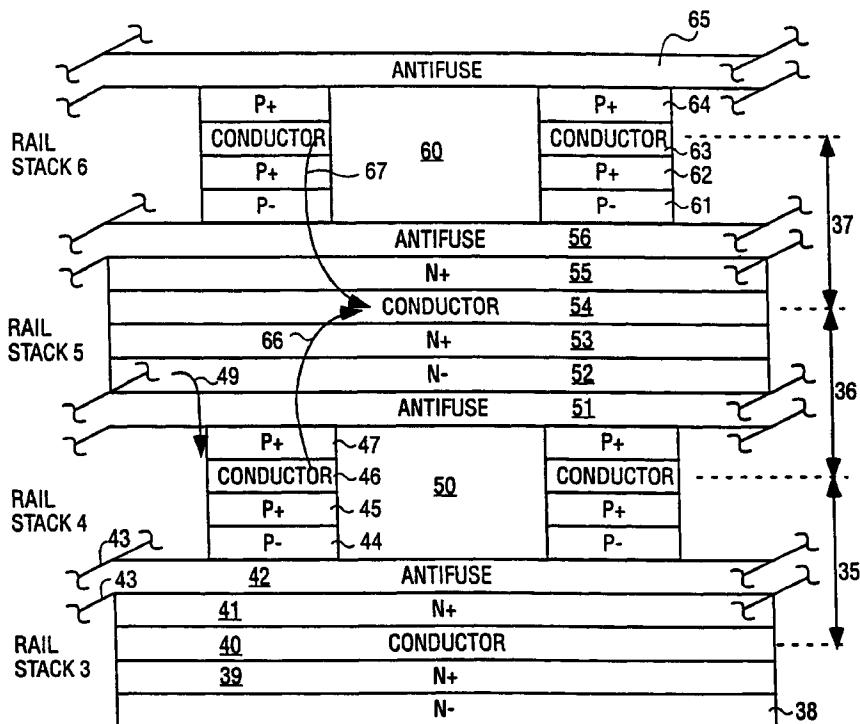 65
ANTIFUSE
P+ P+ 64
RAIL STACK 6
CONDUCTOR 60 CONDUCTOR 63
P+ 67 P+ 62
P- P- 61
37
ANTIFUSE 56
N+ 55
CONDUCTOR 54
RAIL STACK 5
66 N+ 53
49 N- 52
36
ANTIFUSE 51
P+ 47 P+
CONDUCTOR 46 50 CONDUCTOR
RAIL STACK 4
P+ 45 P+
43 P- 44 P-
43 42 ANTIFUSE 35
41 N+
RAIL STACK 3
40 CONDUCTOR
39 N+
N- 38